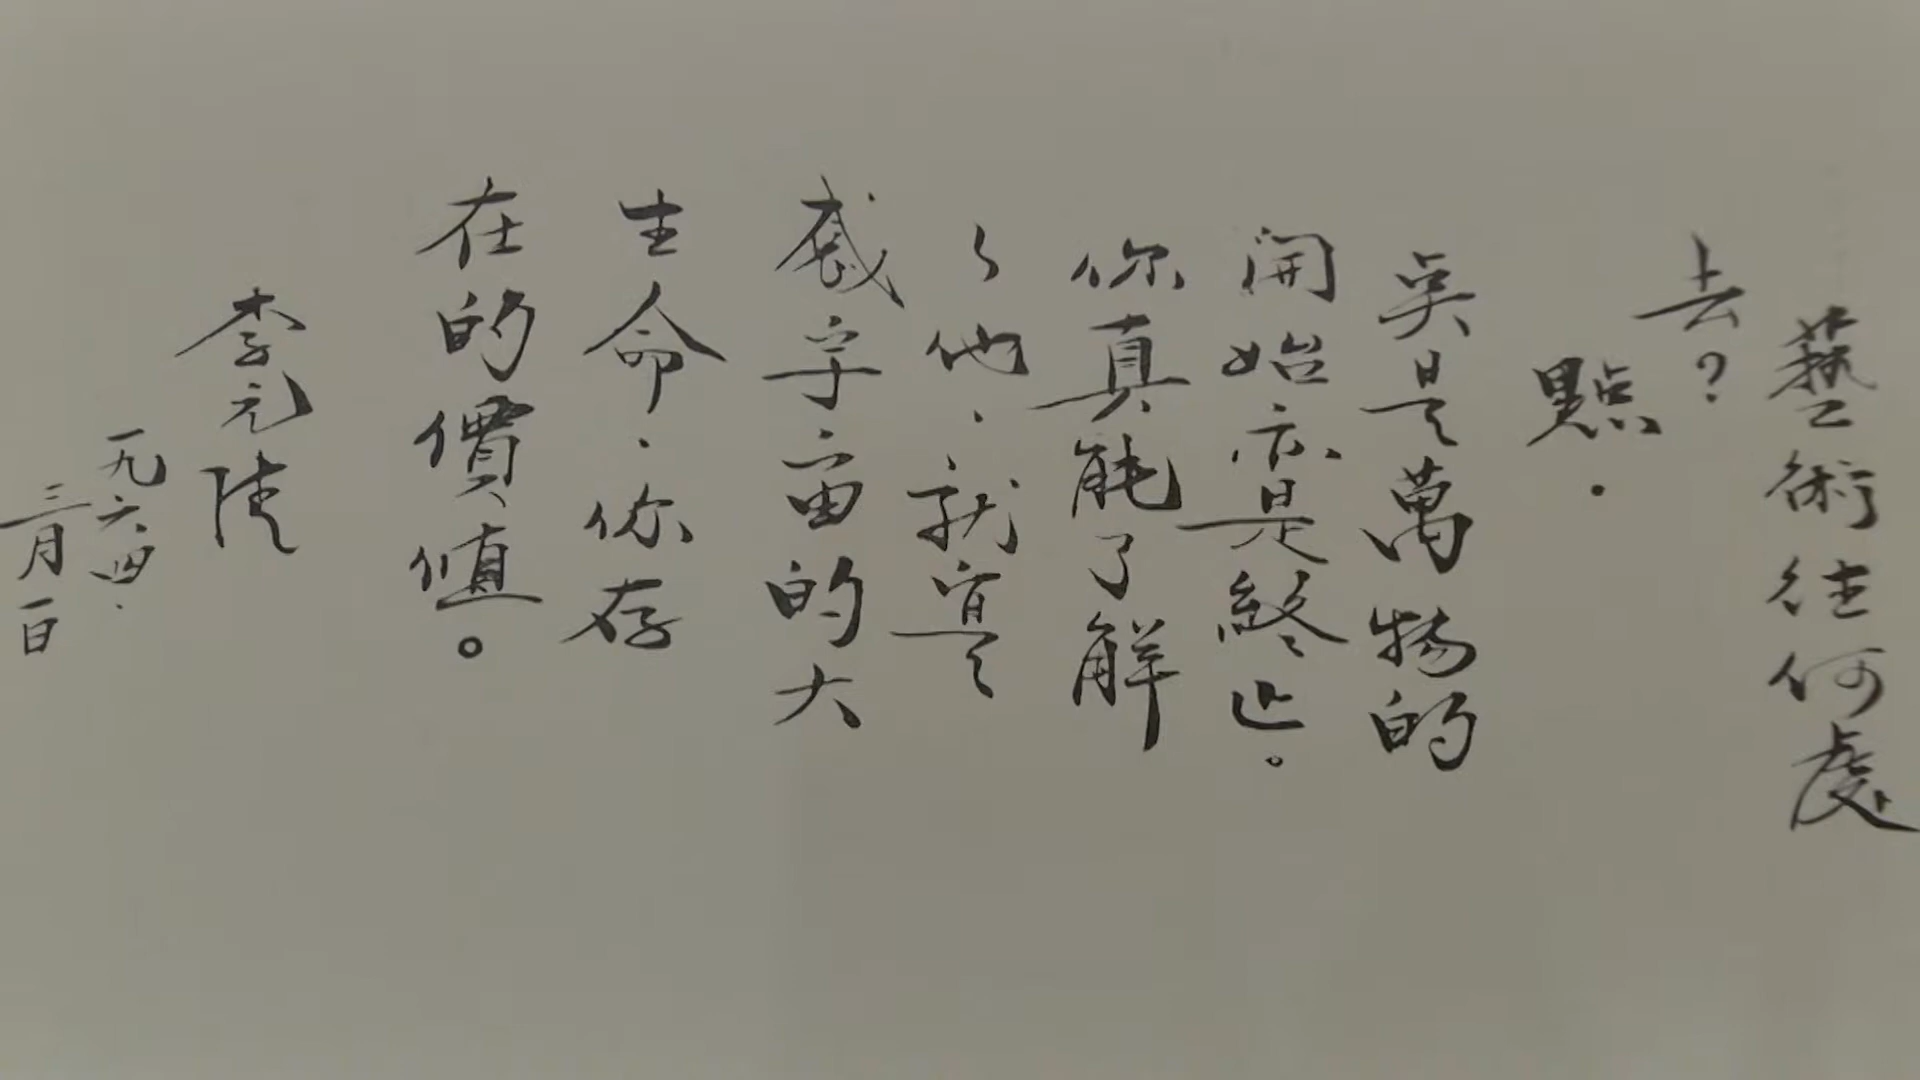 藝術往何處
去?
點.
奌是萬物的
開始亦是終止。
你真能了解
了他.就
感宇宙的大
生命.你存
在的價值。
李元佳
一九六四.
三月一日